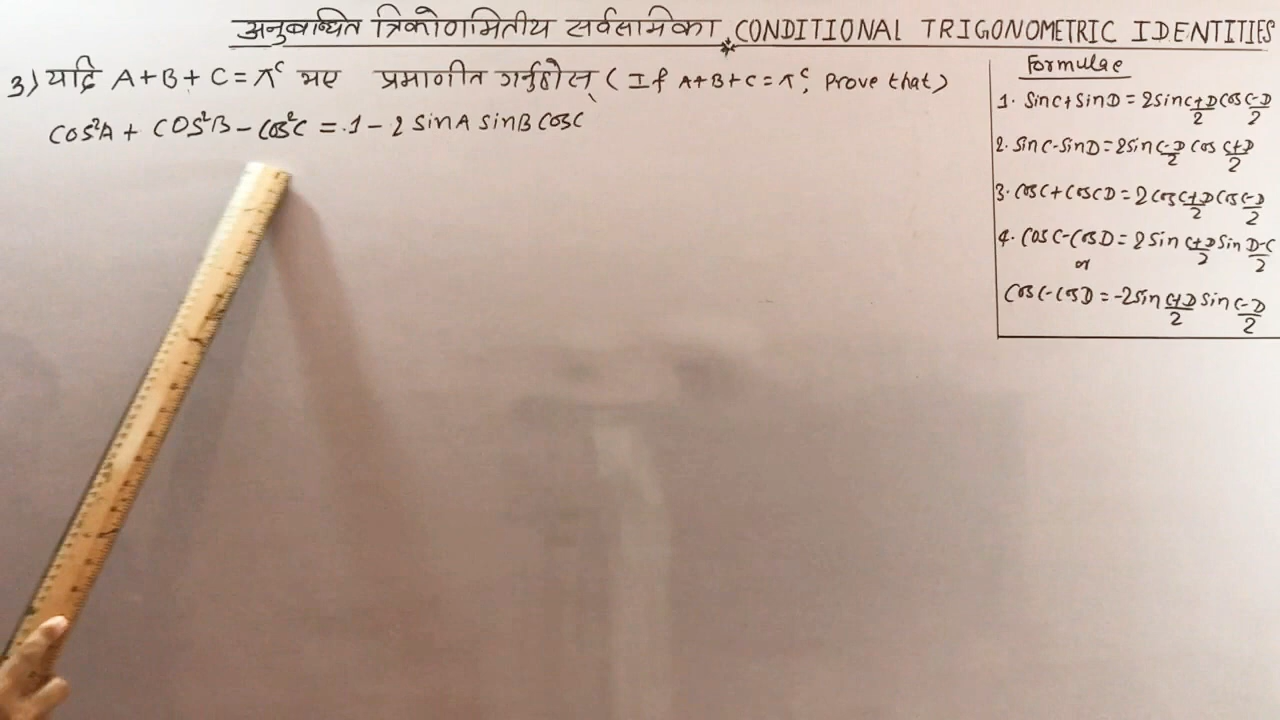 अनुबन्धित त्रिकोणमितीय सर्वसमिका * CONDITIONAL TRIGONOMETRIC IDENTITIES
3) यदि A+B+C=πᶜ भए प्रमाणीत गर्नुहोस् (If A+B+C=πᶜ, Prove that)
cos²A + cos²B - cos²C = 1 - 2 sinA sinB cosC
Formulae
1. sinC+sinD = 2sin C+D/2 cos C-D/2
2. sinC-sinD = 2sin C-D/2 cos C+D/2
3. cosC+coscD = 2cos C+D/2 cos C-D/2
4. cosC-cosD = 2sin C+D/2 sin D-C/2
or
cosC-cosD = -2sin C+D/2 sin C-D/2